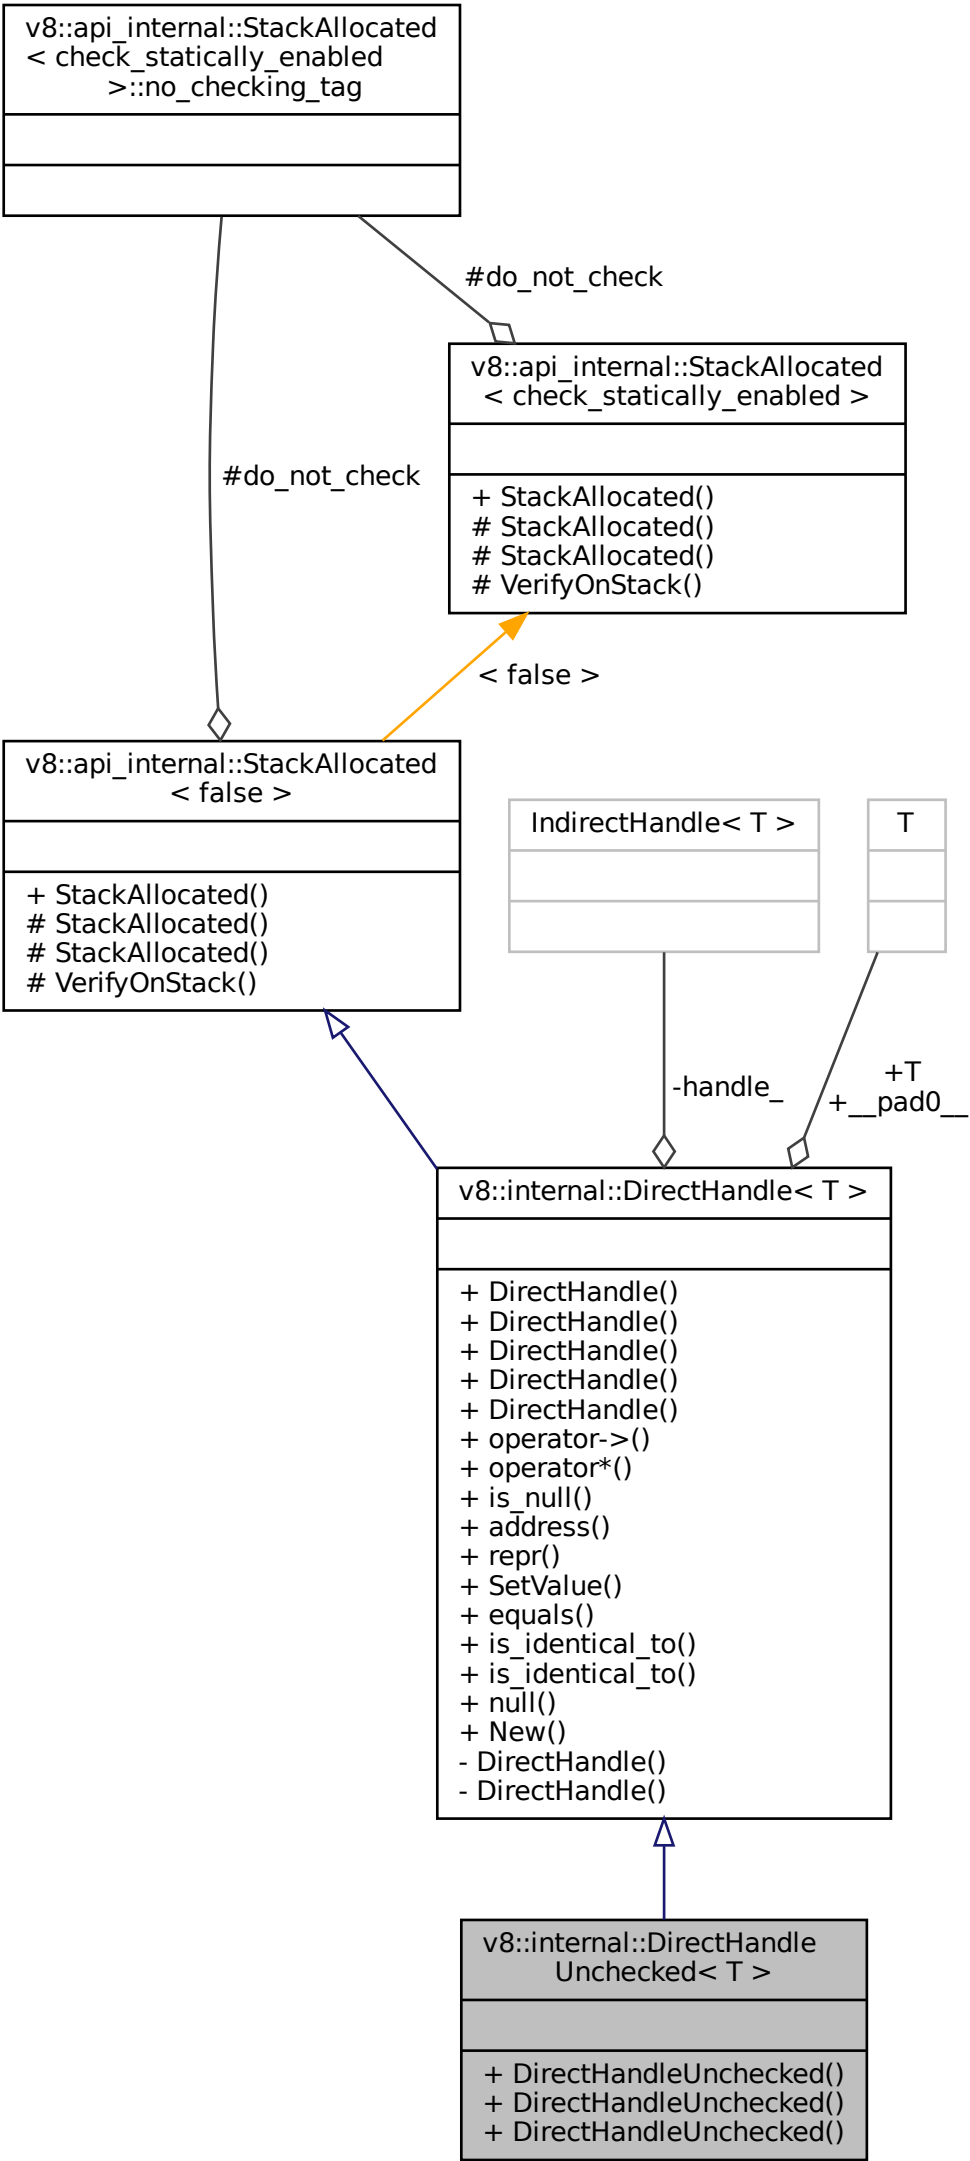 v8::api_internal::StackAllocated
< check_statically_enabled
>::no_checking_tag
#do_not_check
v8::api_internal::StackAllocated
< check_statically_enabled >
+ StackAllocated()
# StackAllocated()
# StackAllocated()
# VerifyOnStack()
#do_not_check
< false >
v8::api_internal::StackAllocated
< false >
+ StackAllocated()
# StackAllocated()
# StackAllocated()
# VerifyOnStack()
IndirectHandle< T >
T
-handle_
+T
+__pad0__
v8::internal::DirectHandle< T >
+ DirectHandle()
+ DirectHandle()
+ DirectHandle()
+ DirectHandle()
+ DirectHandle()
+ operator->()
+ operator*()
+ is_null()
+ address()
+ repr()
+ SetValue()
+ equals()
+ is_identical_to()
+ is_identical_to()
+ null()
+ New()
- DirectHandle()
- DirectHandle()
v8::internal::DirectHandle
Unchecked< T >
+ DirectHandleUnchecked()
+ DirectHandleUnchecked()
+ DirectHandleUnchecked()